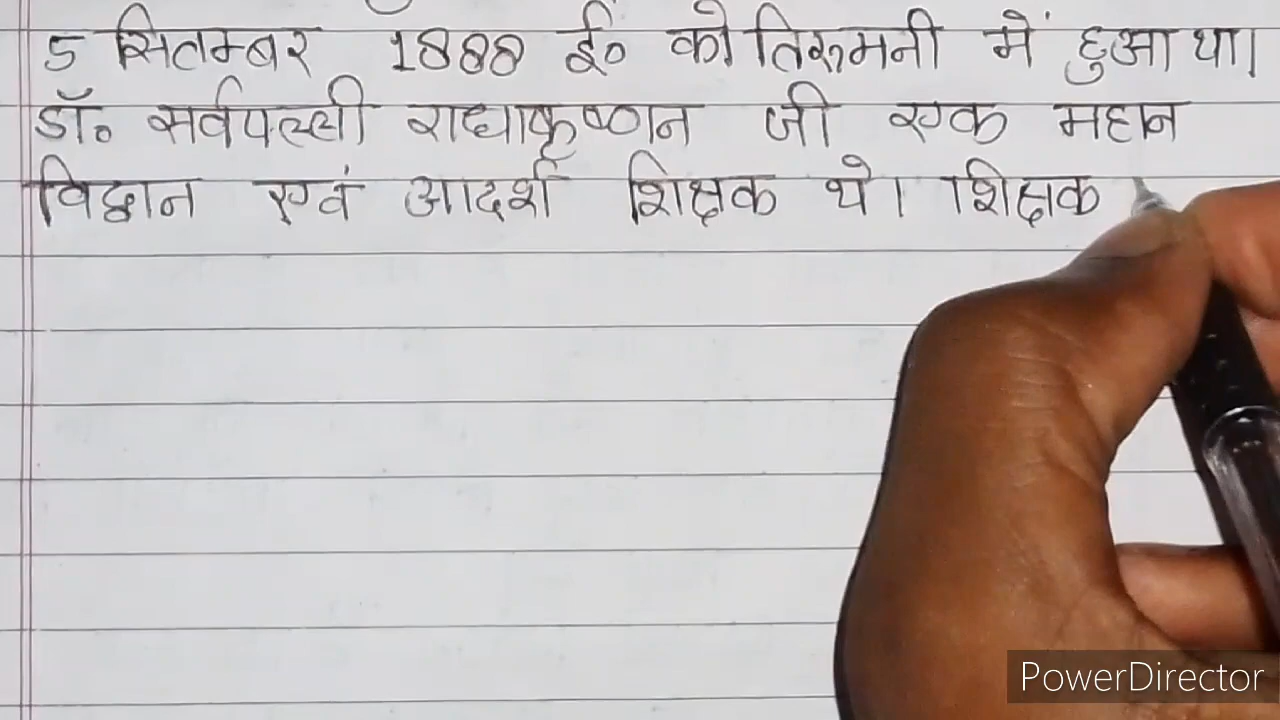 5 सितम्बर 1888 ई० को तिरुमनी में हुआ था।
डॉ० सर्वपल्ली राधाकृष्णन जी एक महान
विद्वान एवं आदर्श शिक्षक थे। शिक्षक
PowerDirector